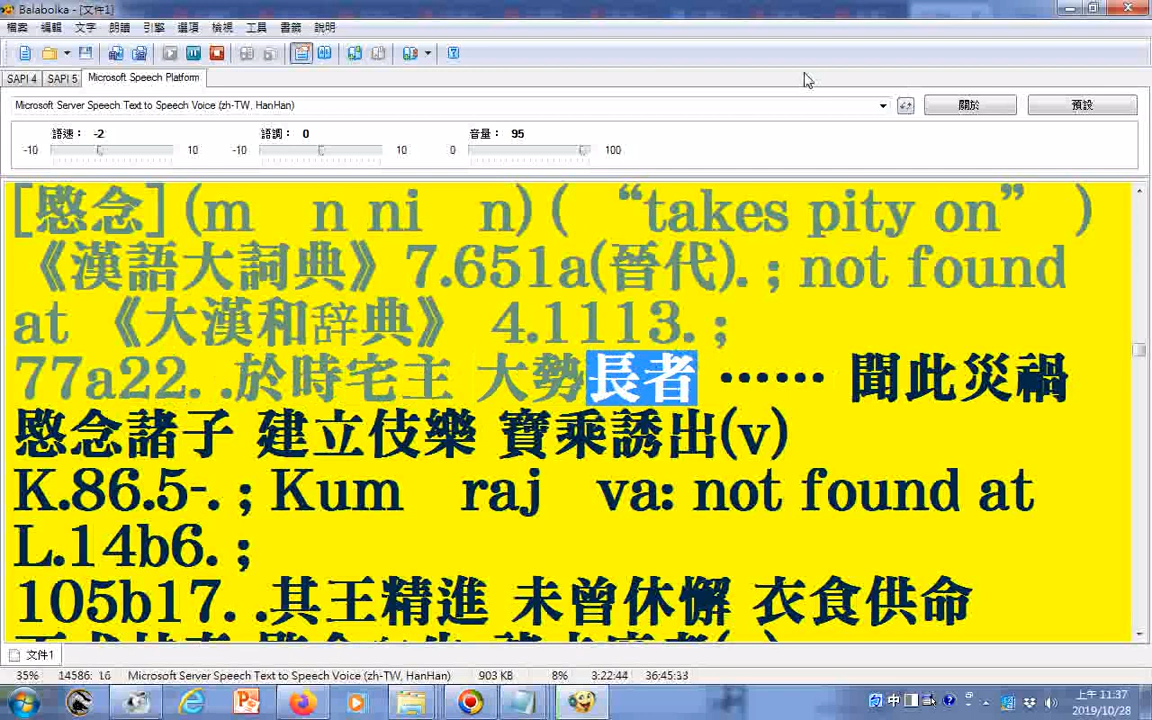 Balabolka - [文件1]
檔案 編輯 文字 朗讀 引擎 選項 檢視 工具 書籤 說明
SAPI 4 SAPI 5 Microsoft Speech Platform
Microsoft Server Speech Text to Speech Voice (zh-TW, HanHan) 關於 預設
語速： -2 語調： 0 音量： 95
-10 10 -10 10 0 100
[愍念] (m n ni n) ( “takes pity on” )
《漢語大詞典》 7.651a(晉代). ; not found
at 《大漢和辞典》 4.1113. ;
77a22. .於時宅主 大勢長者 …… 聞此災禍
愍念諸子 建立伎樂 寶乘誘出(v)
K.86.5-. ; Kum raj va: not found at
L.14b6. ;
105b17. .其王精進 未曾休懈 衣食供命
文件1
35% 14586: 16 Microsoft Server Speech Text to Speech Voice (zh-TW, HanHan) 903 KB 8% 3:22:44 36:45:33
中 上午 11:37
2019/10/28